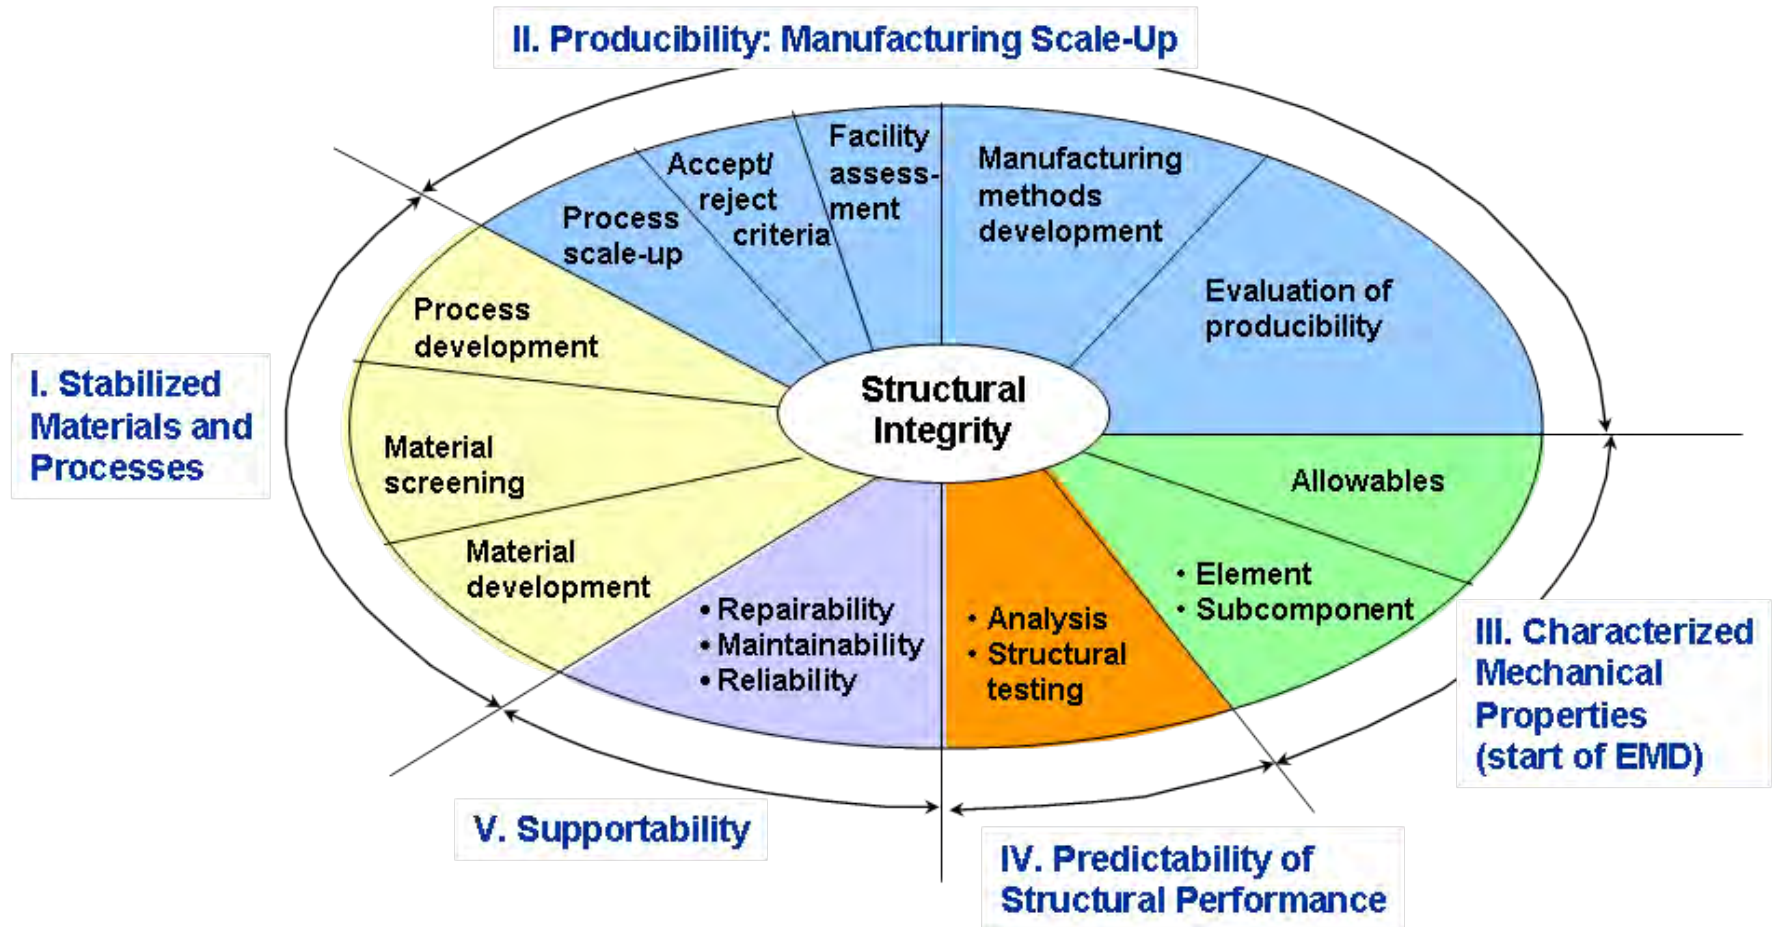 II. Producibility: Manufacturing Scale-Up
Facility
assess-
ment
Accept/
reject
criteria
Process
scale-up
Manufacturing
methods
development
Evaluation of
producibility
Process
development
Material
screening
Material
development
I. Stabilized
Materials and
Processes
Structural
Integrity
Allowables
• Element
• Subcomponent
• Repairability
• Maintainability
• Reliability
• Analysis
• Structural
testing
III. Characterized
Mechanical
Properties
(start of EMD)
V. Supportability
IV. Predictability of
Structural Performance